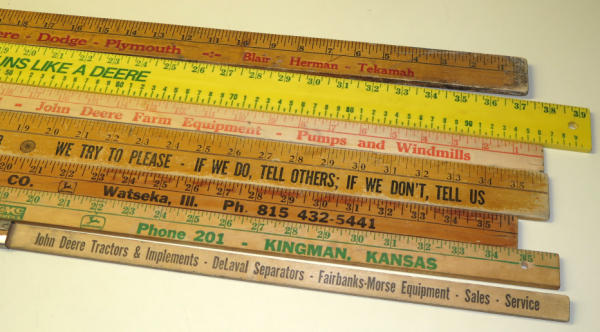 ere - Dodge - Plymouth - Blair Herman - Tekamah
UNS LIKE A DEERE
- John Deere Farm Equipment - Pumps and Windmills
WE TRY TO PLEASE - IF WE DO, TELL OTHERS; IF WE DON'T, TELL US
CO. Watseka, Ill. Ph. 815 432-5441
Phone 201 - KINGMAN, KANSAS
John Deere Tractors & Implements - DeLaval Separators - Fairbanks-Morse Equipment - Sales - Service